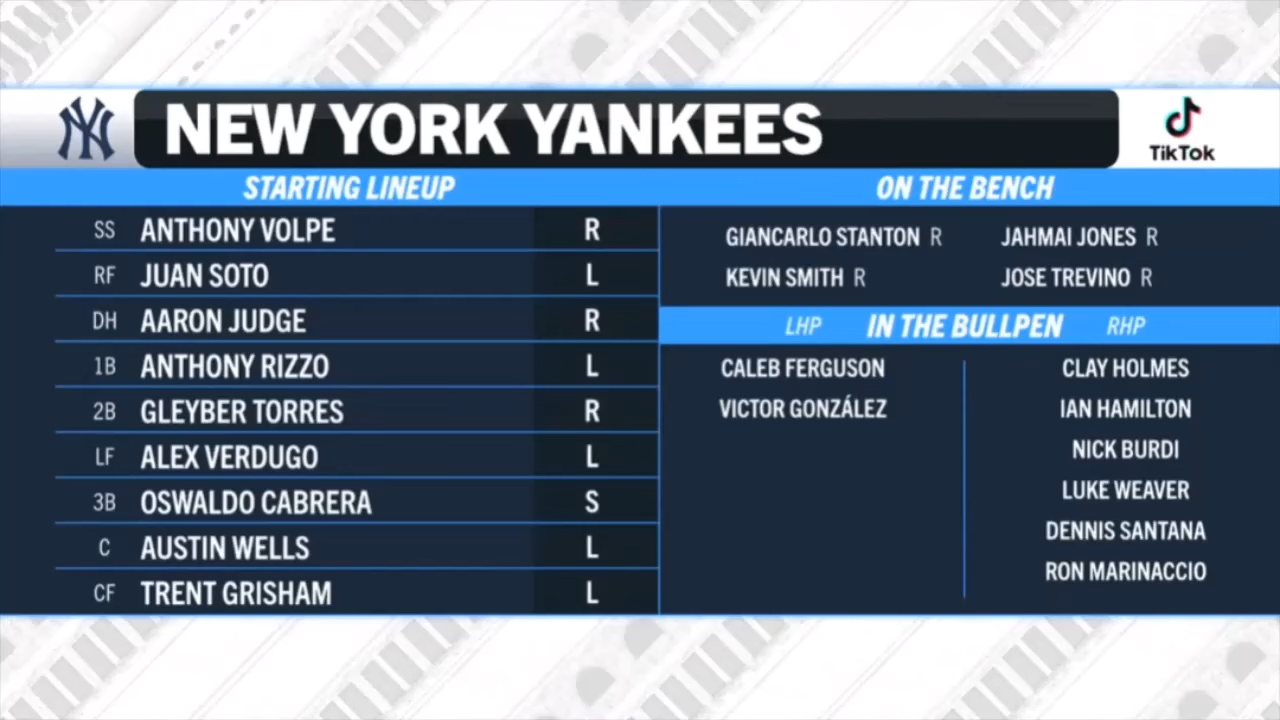 NY
NEW YORK YANKEES
TikTok
STARTING LINEUP
SS ANTHONY VOLPE R
RF JUAN SOTO L
DH AARON JUDGE R
1B ANTHONY RIZZO L
2B GLEYBER TORRES R
LF ALEX VERDUGO L
3B OSWALDO CABRERA S
C AUSTIN WELLS L
CF TRENT GRISHAM L
ON THE BENCH
GIANCARLO STANTON R JAHMAI JONES R
KEVIN SMITH R JOSE TREVINO R
LHP IN THE BULLPEN RHP
CALEB FERGUSON
VICTOR GONZÁLEZ
CLAY HOLMES
IAN HAMILTON
NICK BURDI
LUKE WEAVER
DENNIS SANTANA
RON MARINACCIO